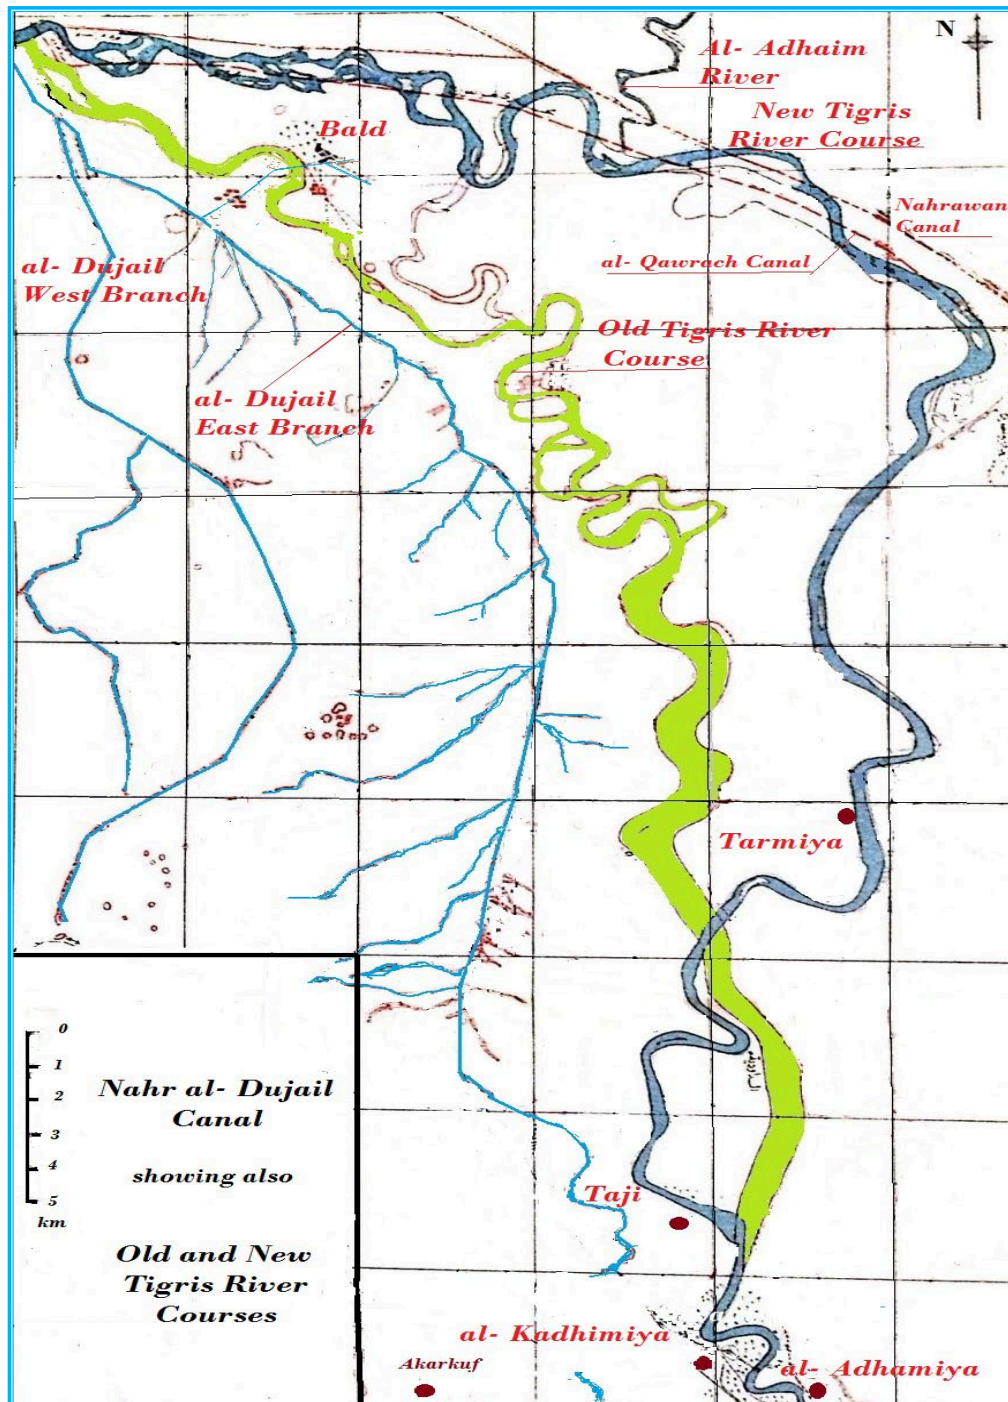 N
Al- Adhaim
River
New Tigris
River Course
Bald
Nahrawan
Canal
al- Qawrach Canal
al- Dujail
West Branch
Old Tigris River
Course
al- Dujail
East Branch
Tarmiya
Taji
al- Kadhimiya
al- Adhamiya
Akarkuf
0
1
2
3
4
5
km
Nahr al- Dujail
Canal
showing also
Old and New
Tigris River
Courses